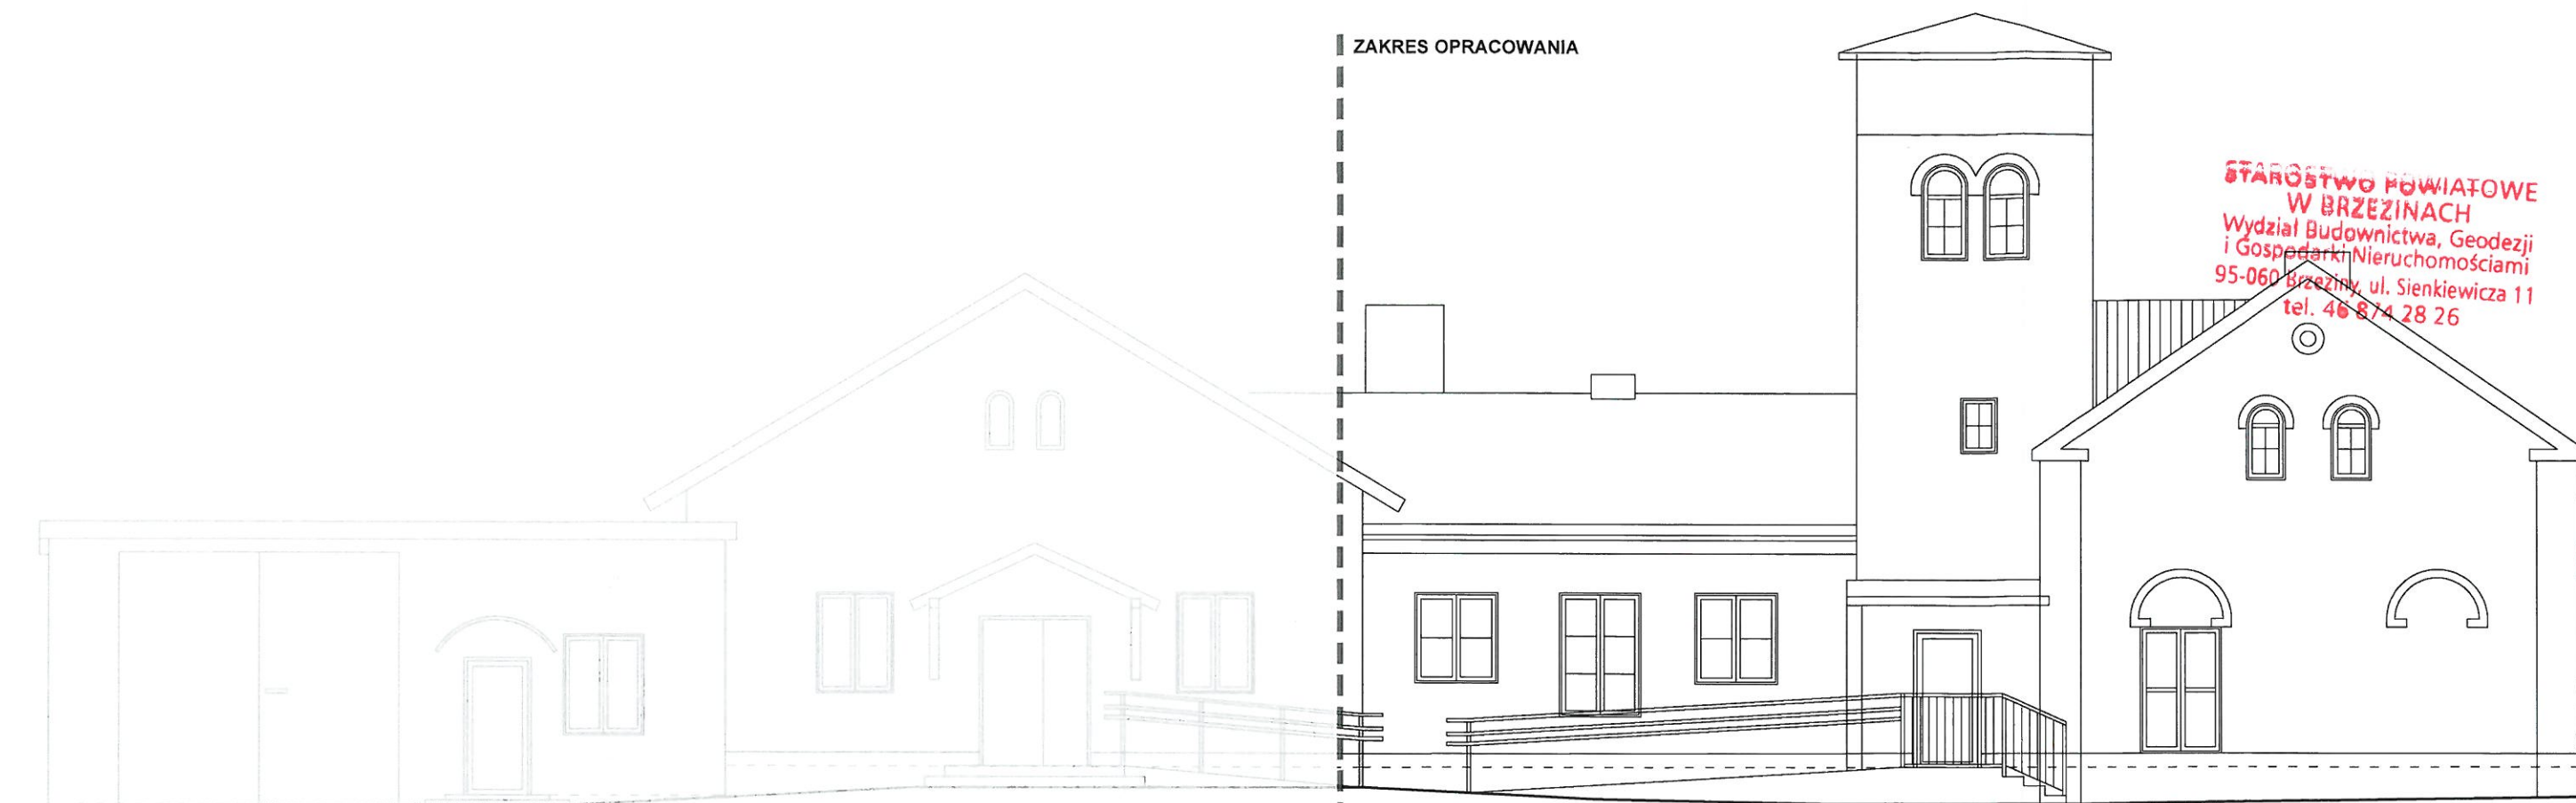 ZAKRES OPRACOWANIA
STAROSTWO POWIATOWE
W BRZEZINACH
Wydział Budownictwa, Geodezji
i Gospodarki Nieruchomościami
95-060 Brzeziny, ul. Sienkiewicza 11
tel. 46 874 28 26